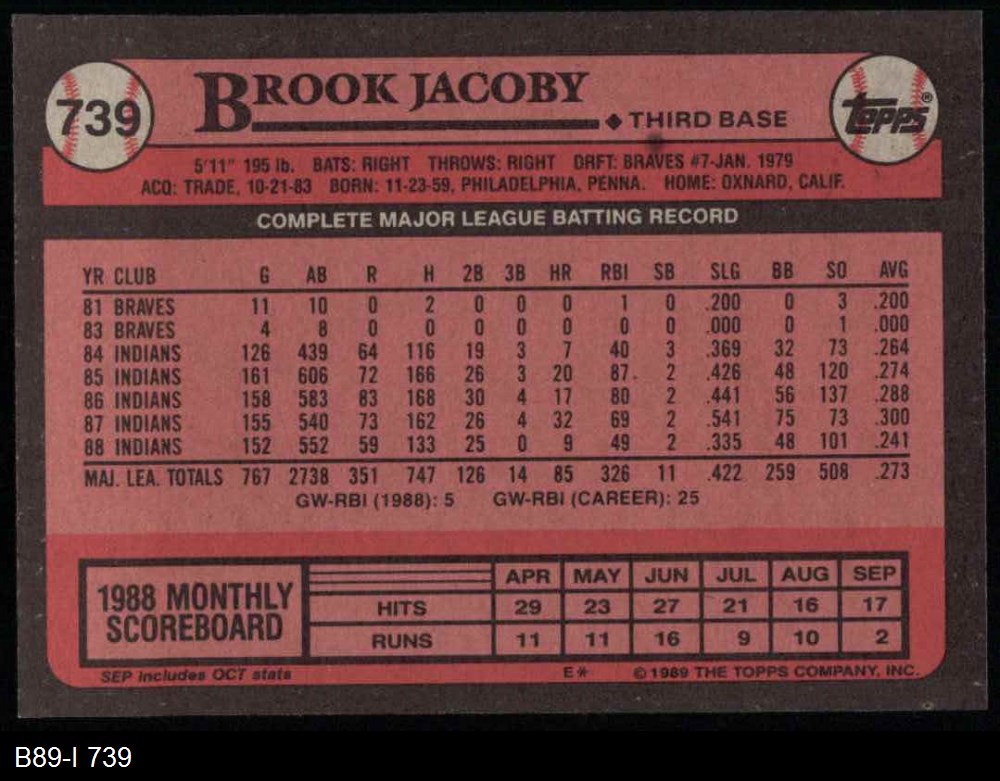 739
BROOK JACOBY
◆ THIRD BASE
TOPPS®
5'11" 195 lb. BATS: RIGHT THROWS: RIGHT DRFT: BRAVES #7-JAN. 1979
ACQ: TRADE, 10-21-83 BORN: 11-23-59, PHILADELPHIA, PENNA. HOME: OXNARD, CALIF.
COMPLETE MAJOR LEAGUE BATTING RECORD
YR CLUB G AB R H 2B 3B HR RBI SB SLG BB SO AVG
81 BRAVES 11 10 0 2 0 0 0 1 0 .200 0 3 .200
83 BRAVES 4 8 0 0 0 0 0 0 0 .000 0 1 .000
84 INDIANS 126 439 64 116 19 3 7 40 3 .369 32 73 .264
85 INDIANS 161 606 72 166 26 3 20 87 2 .426 48 120 .274
86 INDIANS 158 583 83 168 30 4 17 80 2 .441 56 137 .288
87 INDIANS 155 540 73 162 26 4 32 69 2 .541 75 73 .300
88 INDIANS 152 552 59 133 25 0 9 49 2 .335 48 101 .241
MAJ. LEA. TOTALS 767 2738 351 747 126 14 85 326 11 .422 259 508 .273
GW-RBI (1988): 5 GW-RBI (CAREER): 25
1988 MONTHLY
SCOREBOARD
APR MAY JUN JUL AUG SEP
HITS 29 23 27 21 16 17
RUNS 11 11 16 9 10 2
SEP includes OCT stats
E* © 1989 THE TOPPS COMPANY, INC.
B89-I 739